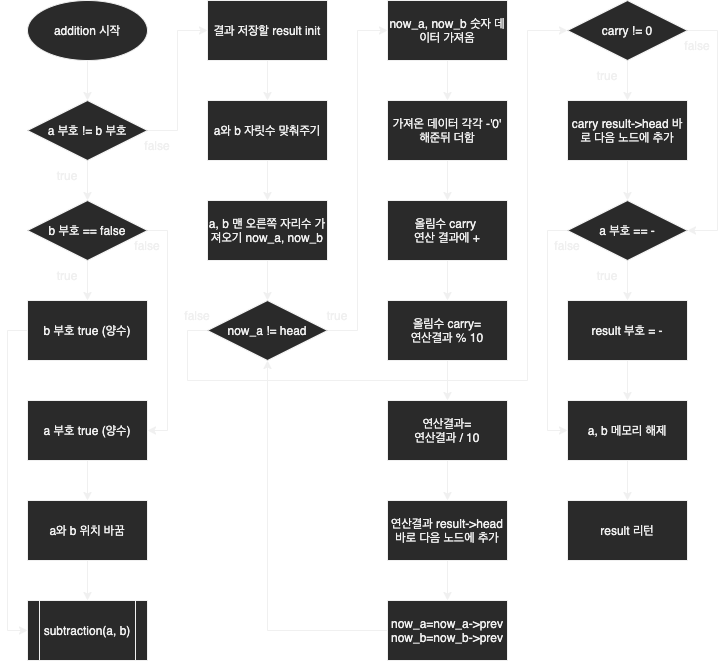 addition 시작
a 부호 != b 부호
false
true
b 부호 == false
false
true
b 부호 true (양수)
a 부호 true (양수)
a와 b 위치 바꿈
subtraction(a, b)
결과 저장할 result init
a와 b 자릿수 맞춰주기
a, b 맨 오른쪽 자리수 가
져오기 now_a, now_b
false
true
now_a != head
now_a, now_b 숫자 데
이터 가져옴
가져온 데이터 각각 -'0'
해준뒤 더함
올림수 carry
연산 결과에 +
올림수 carry=
연산결과 % 10
연산결과=
연산결과 / 10
연산결과 result->head
바로 다음 노드에 추가
now_a=now_a->prev
now_b=now_b->prev
carry != 0
false
true
carry result->head 바
로 다음 노드에 추가
a 부호 == -
false
true
result 부호 = -
a, b 메모리 해제
result 리턴